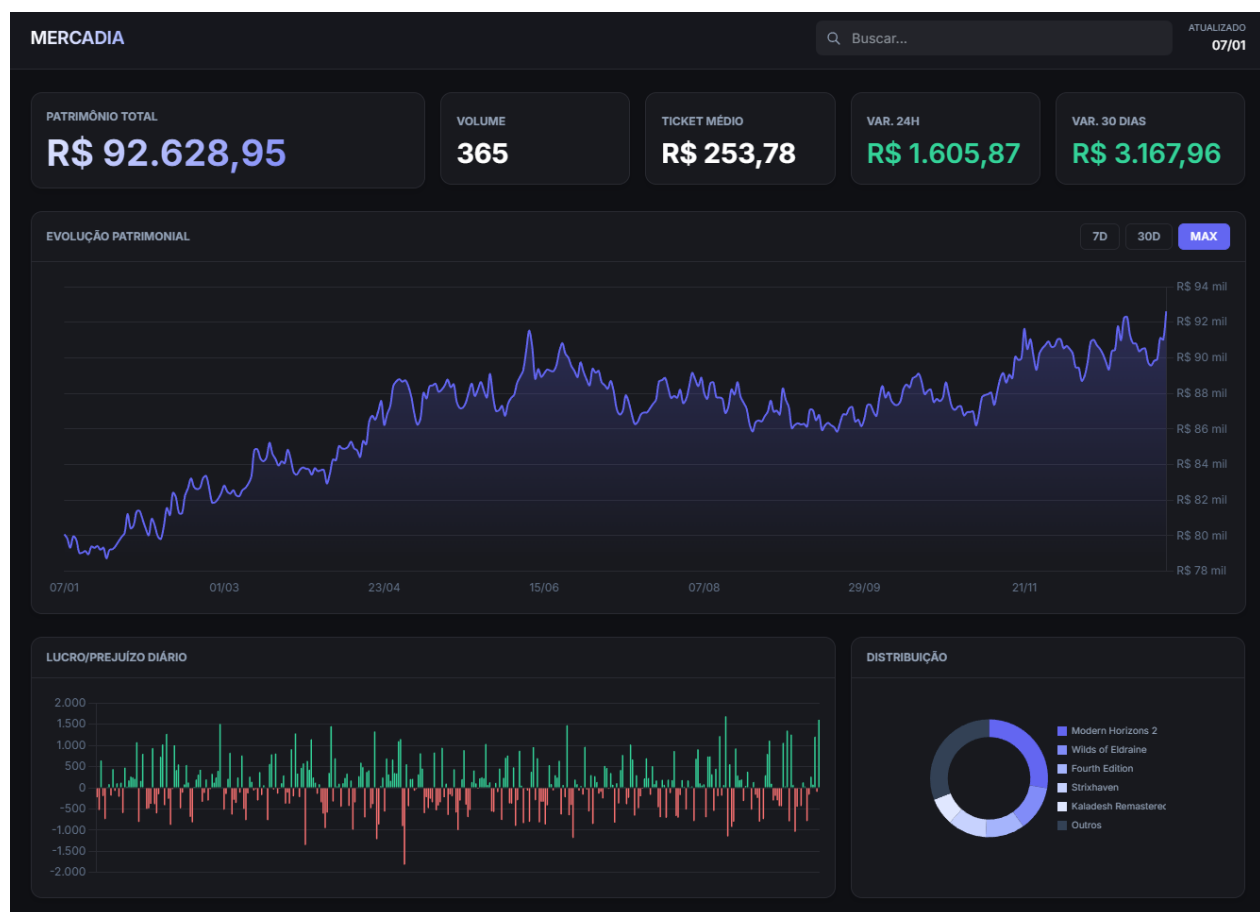 MERCADIA
Buscar...
ATUALIZADO
07/01
PATRIMÔNIO TOTAL
R$ 92.628,95
VOLUME
365
TICKET MÉDIO
R$ 253,78
VAR. 24H
R$ 1.605,87
VAR. 30 DIAS
R$ 3.167,96
EVOLUÇÃO PATRIMONIAL
7D
30D
MAX
R$ 94 mil
R$ 92 mil
R$ 90 mil
R$ 88 mil
R$ 86 mil
R$ 84 mil
R$ 82 mil
R$ 80 mil
R$ 78 mil
07/01
01/03
23/04
15/06
07/08
29/09
21/11
LUCRO/PREJUÍZO DIÁRIO
2.000
1.500
1.000
500
0
-500
-1.000
-1.500
-2.000
DISTRIBUIÇÃO
Modern Horizons 2
Wilds of Eldraine
Fourth Edition
Strixhaven
Kaladesh Remastered
Outros